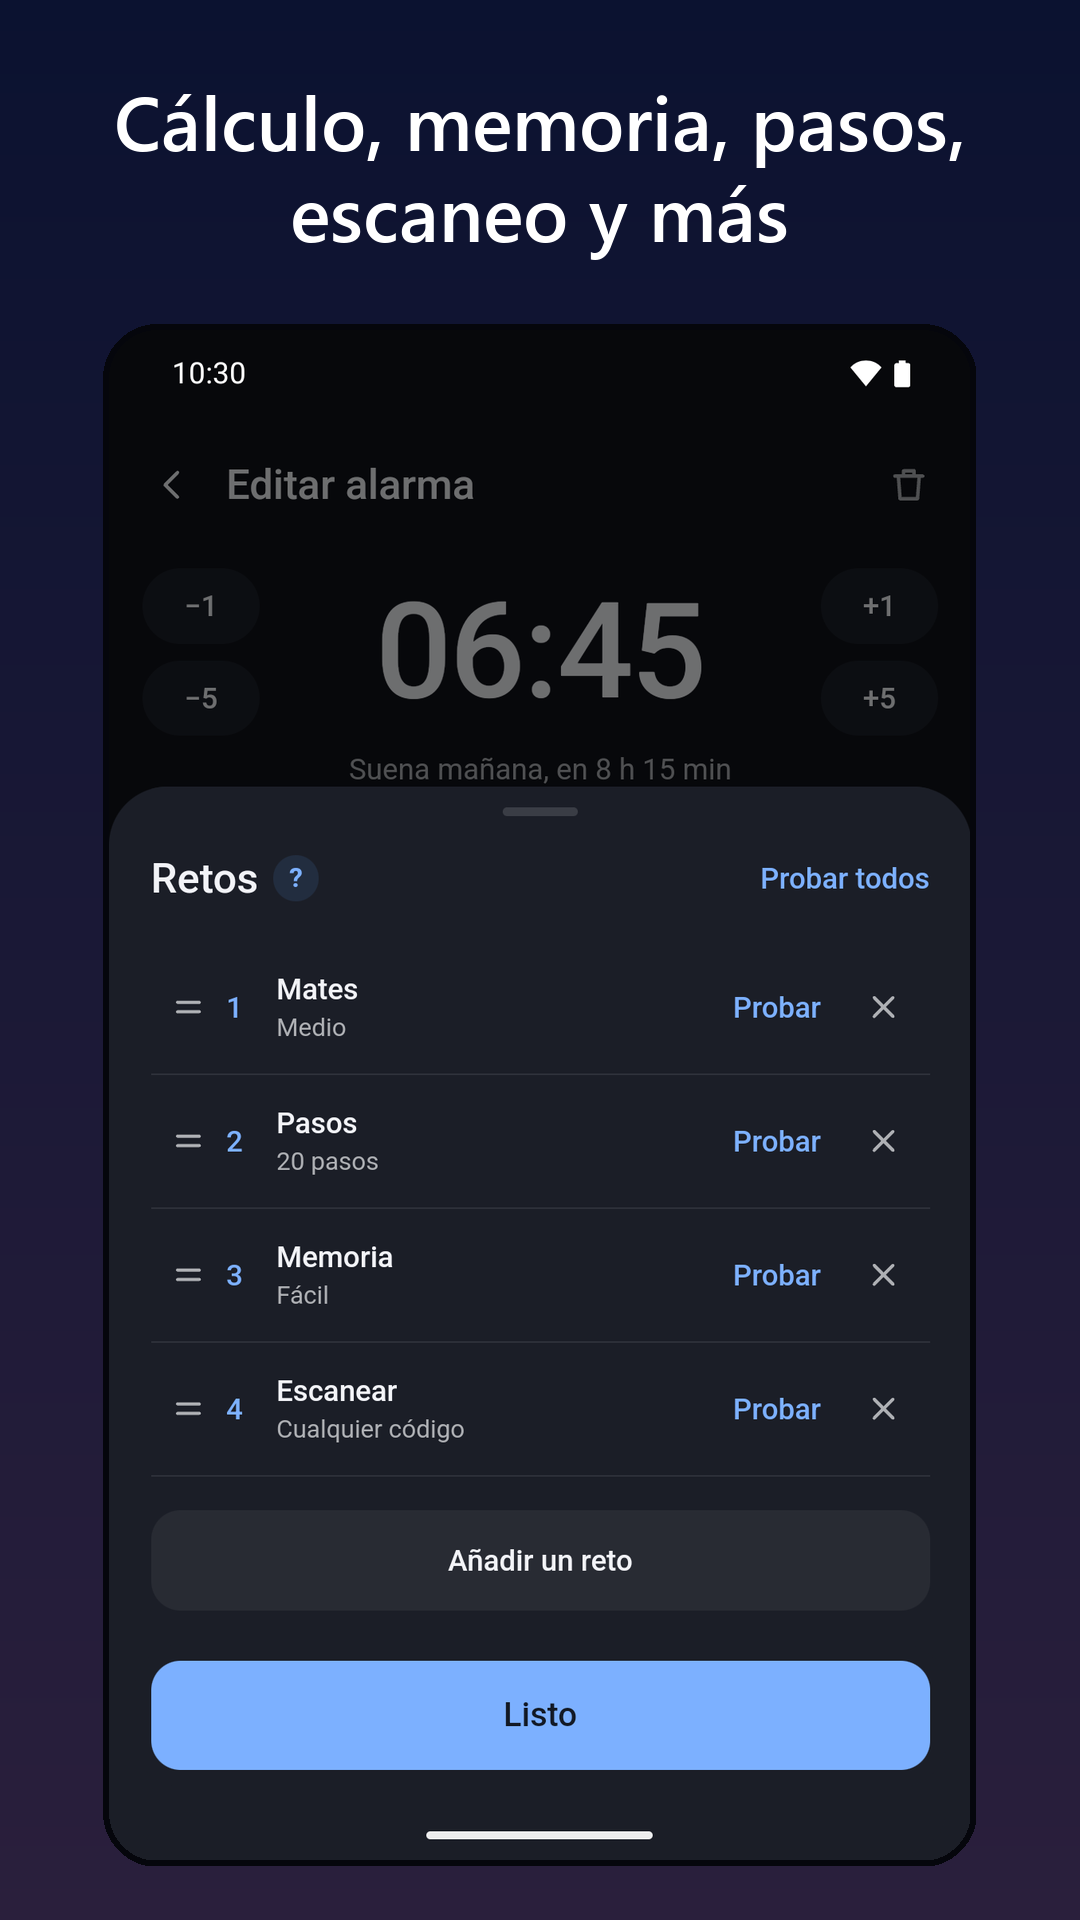 Cálculo, memoria, pasos,
escaneo y más
10:30
Editar alarma
−1
06:45
+1
−5
+5
Suena mañana, en 8 h 15 min
Retos
?
Probar todos
1
Mates
Medio
Probar
2
Pasos
20 pasos
Probar
3
Memoria
Fácil
Probar
4
Escanear
Cualquier código
Probar
Añadir un reto
Listo